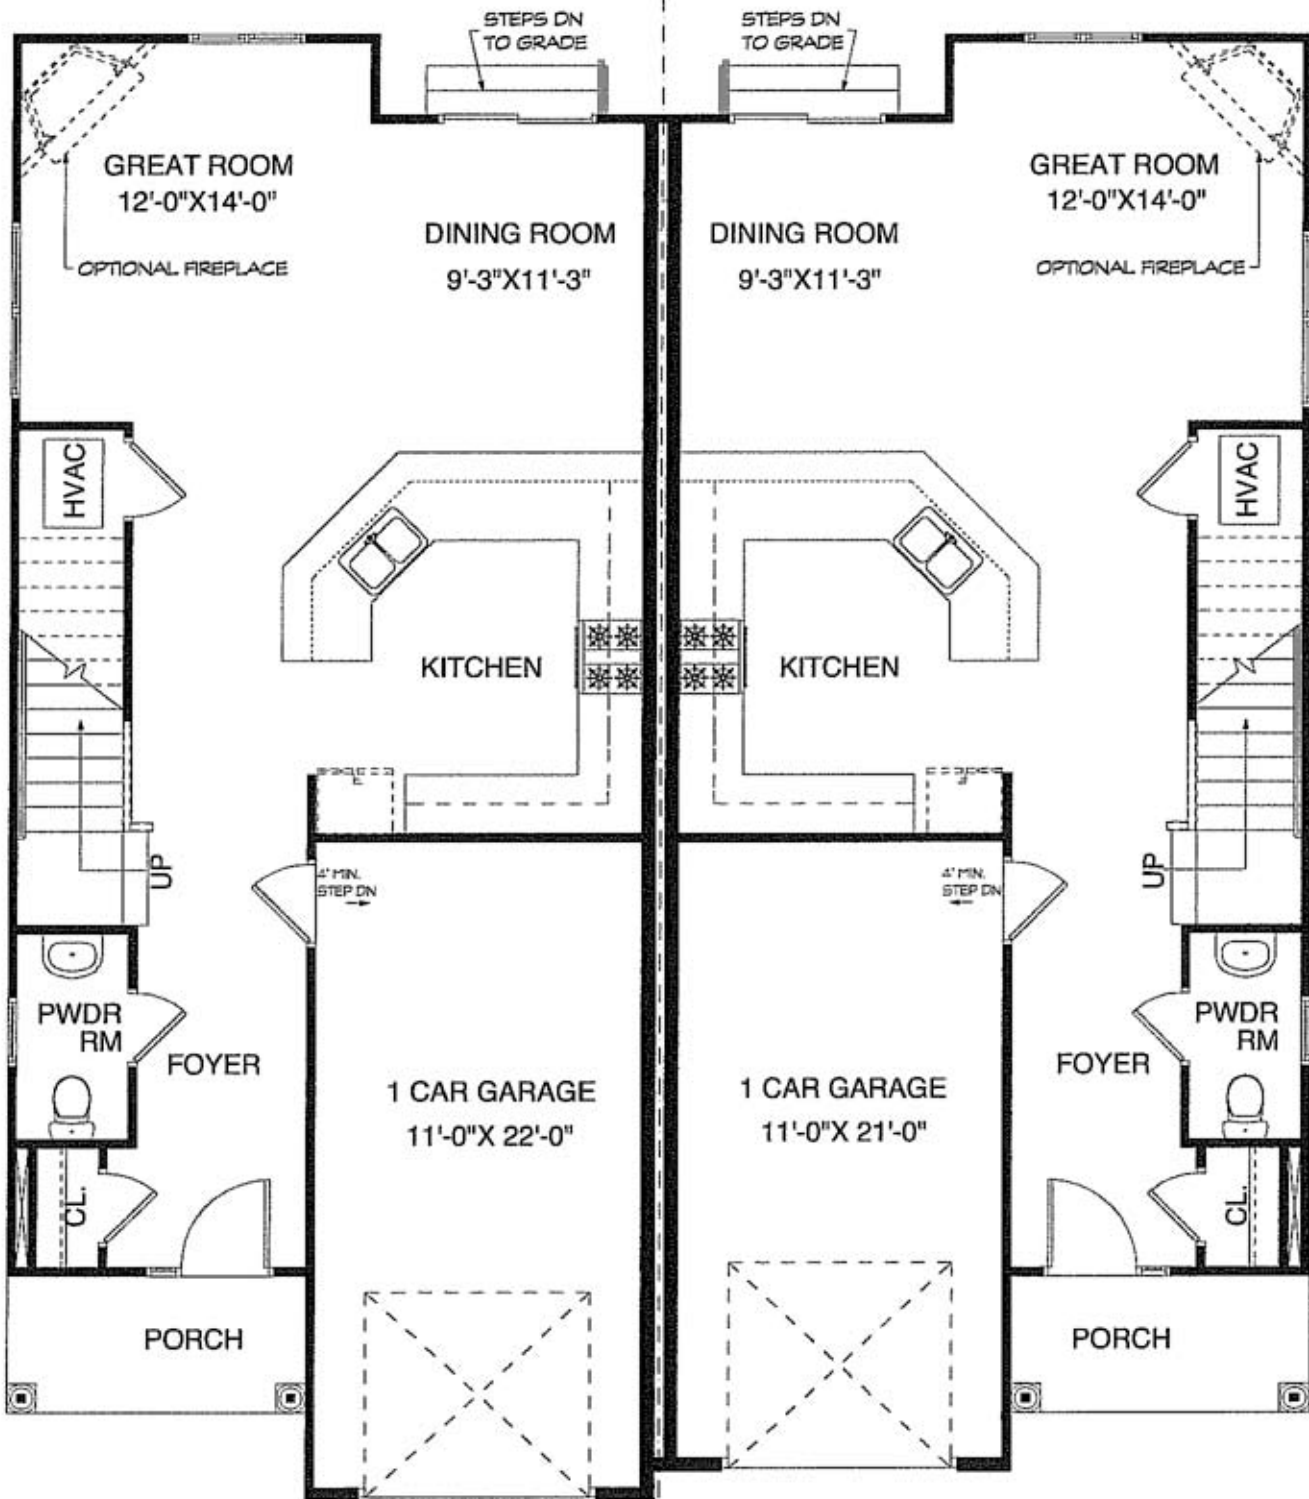 STEPS DN
TO GRADE
STEPS DN
TO GRADE
GREAT ROOM
12'-0"X14'-0"
GREAT ROOM
12'-0"X14'-0"
DINING ROOM
9'-3"X11'-3"
DINING ROOM
9'-3"X11'-3"
OPTIONAL FIREPLACE
OPTIONAL FIREPLACE
HVAC
HVAC
KITCHEN
KITCHEN
UP
4" MIN.
STEP DN
4" MIN.
STEP DN
UP
PWDR
RM
PWDR
RM
FOYER
FOYER
1 CAR GARAGE
11'-0"X 22'-0"
1 CAR GARAGE
11'-0"X 21'-0"
CL.
CL.
PORCH
PORCH